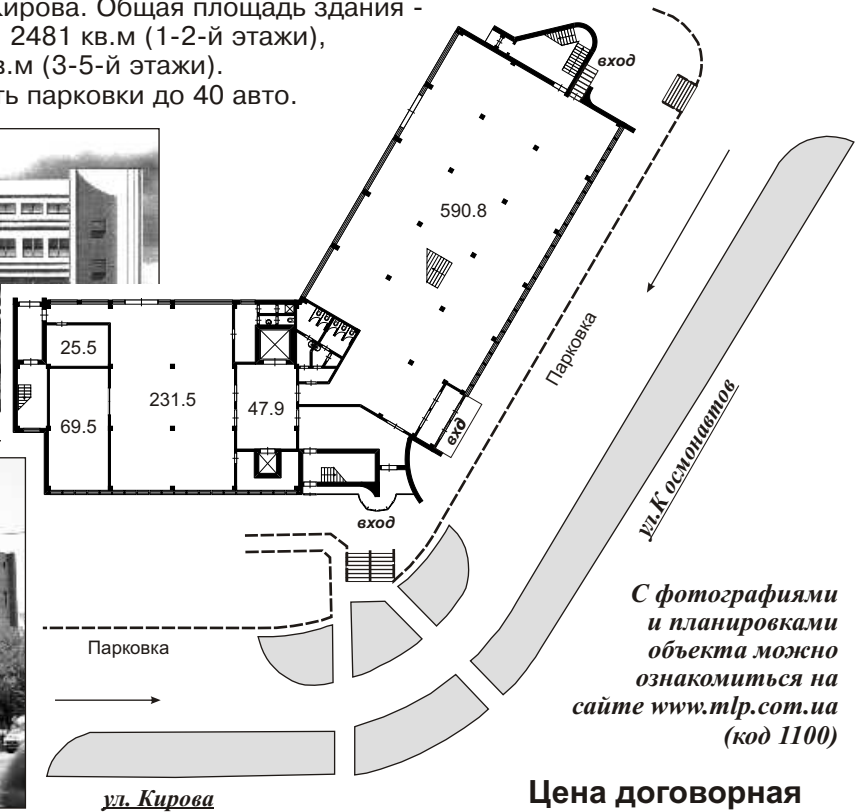 Кирова. Общая площадь здания -
2481 кв.м (1-2-й этажи),
в.м (3-5-й этажи).
ть парковки до 40 авто.
вход
590.8
Парковка
25.5
69.5
231.5
47.9
вхд
ул.К осмонавтов
вход
Парковка
С фотографиями
и планировками
объекта можно
ознакомиться на
сайте www.mlp.com.ua
(код 1100)
ул. Кирова
Цена договорная